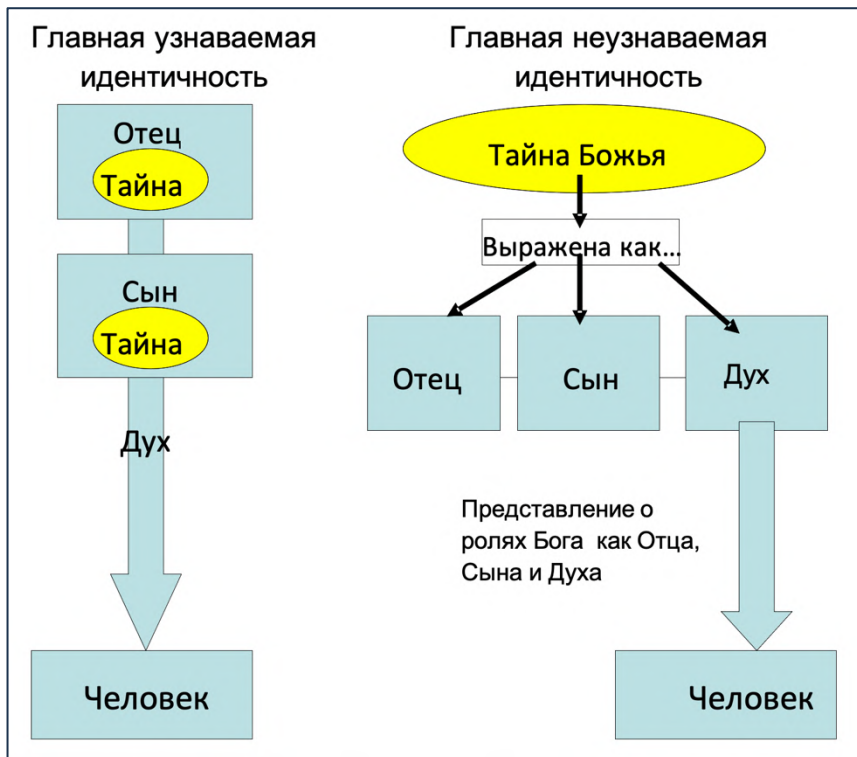 Главная узнаваемая
идентичность
Отец
Тайна
Сын
Тайна
Дух
Человек
Главная неузнаваемая
идентичность
Тайна Божья
Выражена как...
Отец
Сын
Дух
Представление о
ролях Бога как Отца,
Сына и Духа
Человек